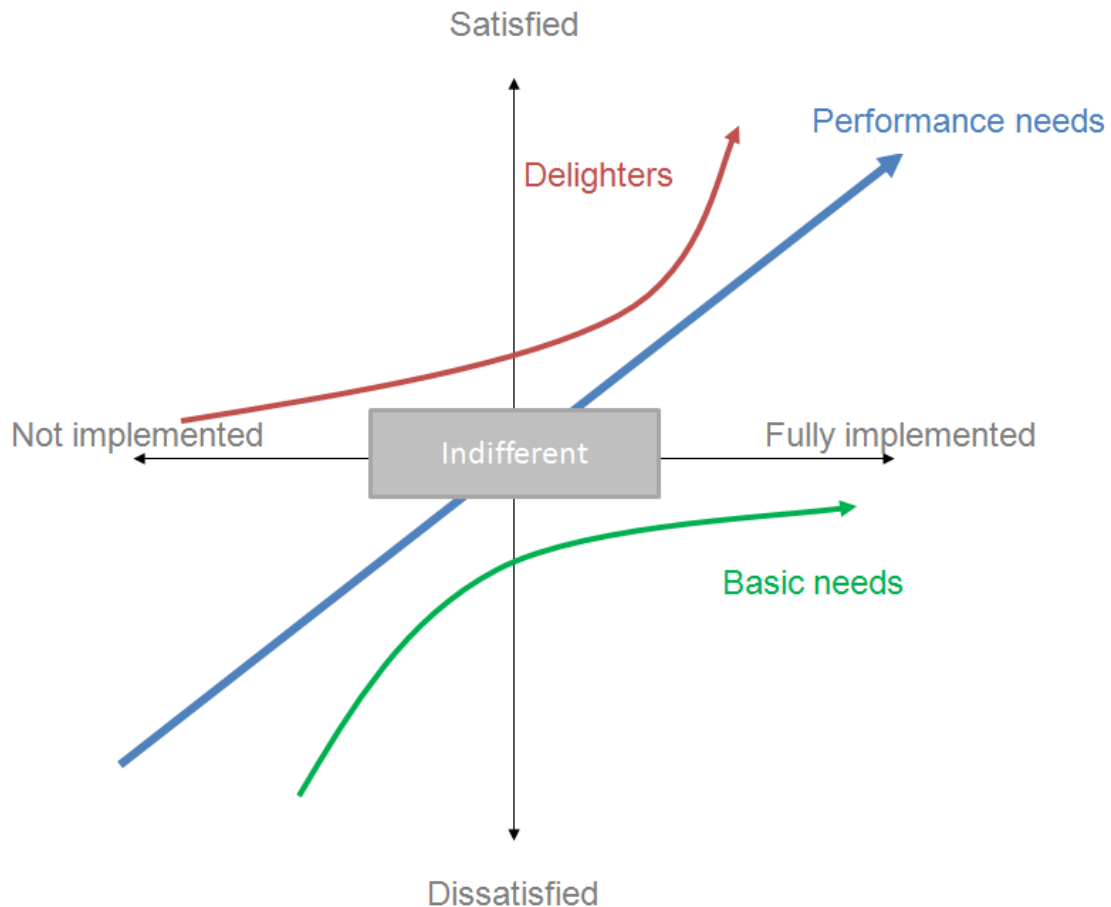 Satisfied
Performance needs
Delighters
Not implemented
Indifferent
Fully implemented
Basic needs
Dissatisfied